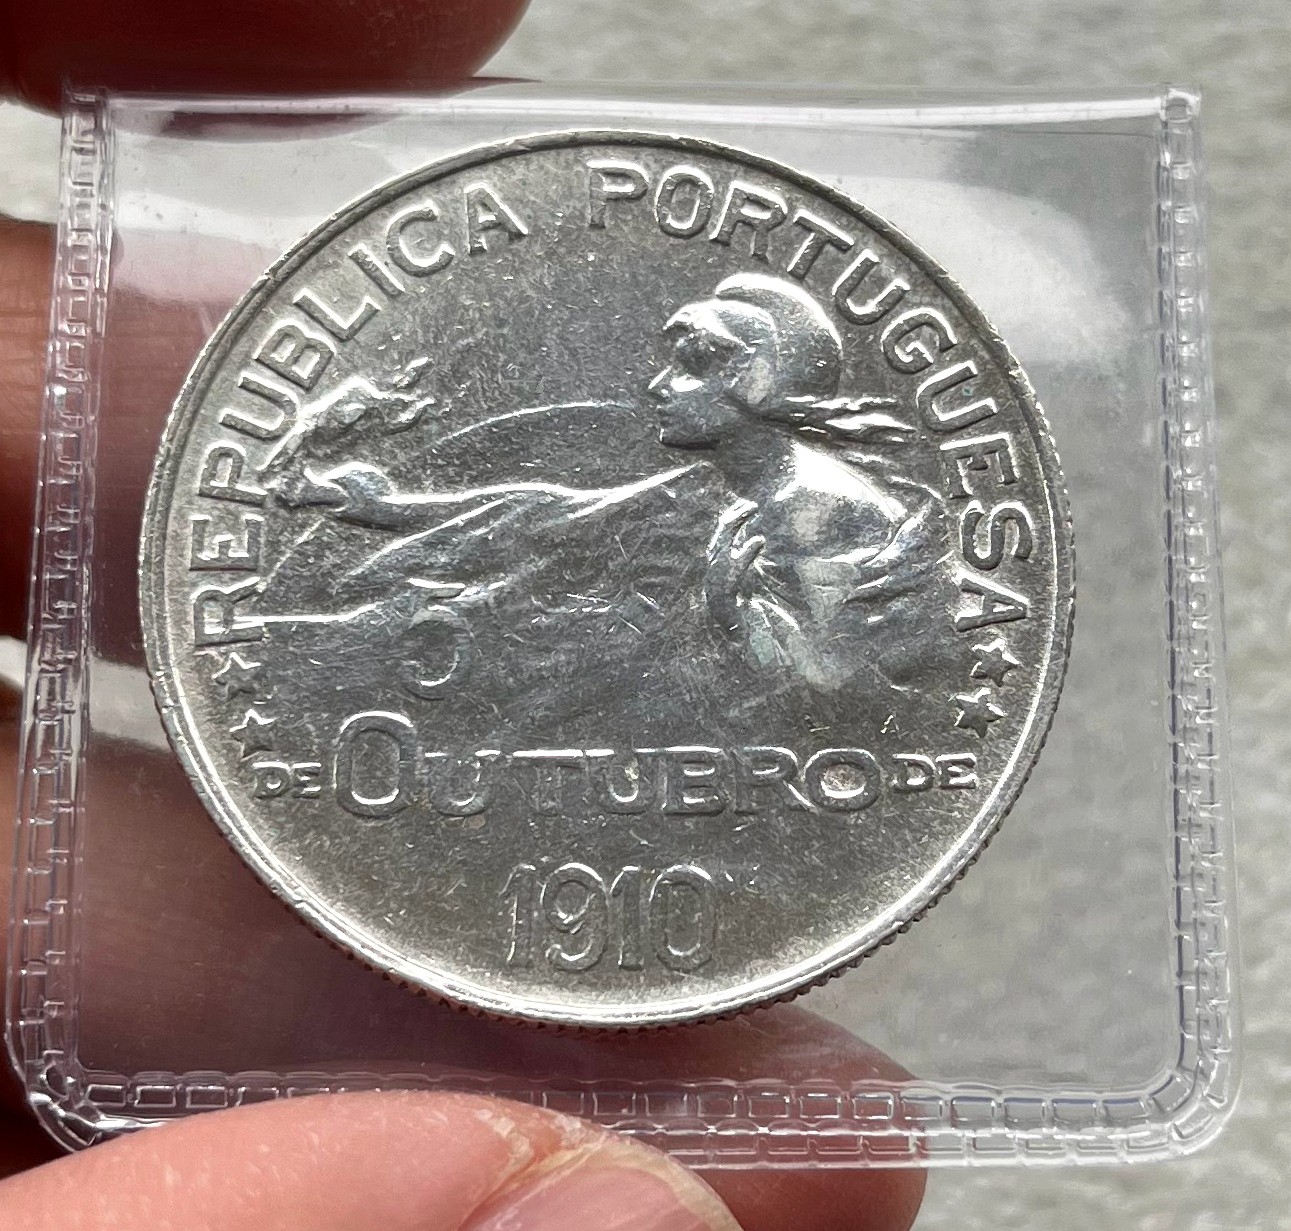 REPUBLICA PORTUGUESA
5
DE OUTUBRO DE
1910